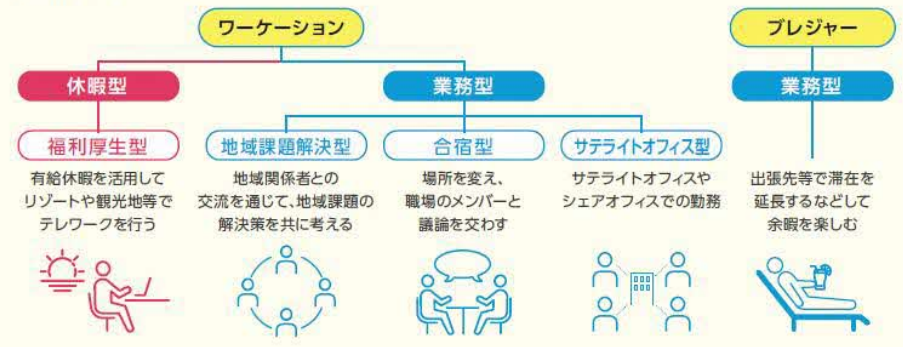 ワーケーション
ブレジャー
休暇型
業務型
業務型
福利厚生型
地域課題解決型
合宿型
サテライトオフィス型
有給休暇を活用して
リゾートや観光地等で
テレワークを行う
地域関係者との
交流を通じて、地域課題の
解決策を共に考える
場所を変え、
職場のメンバーと
議論を交わす
サテライトオフィスや
シェアオフィスでの勤務
出張先等で滞在を
延長するなどして
余暇を楽しむ